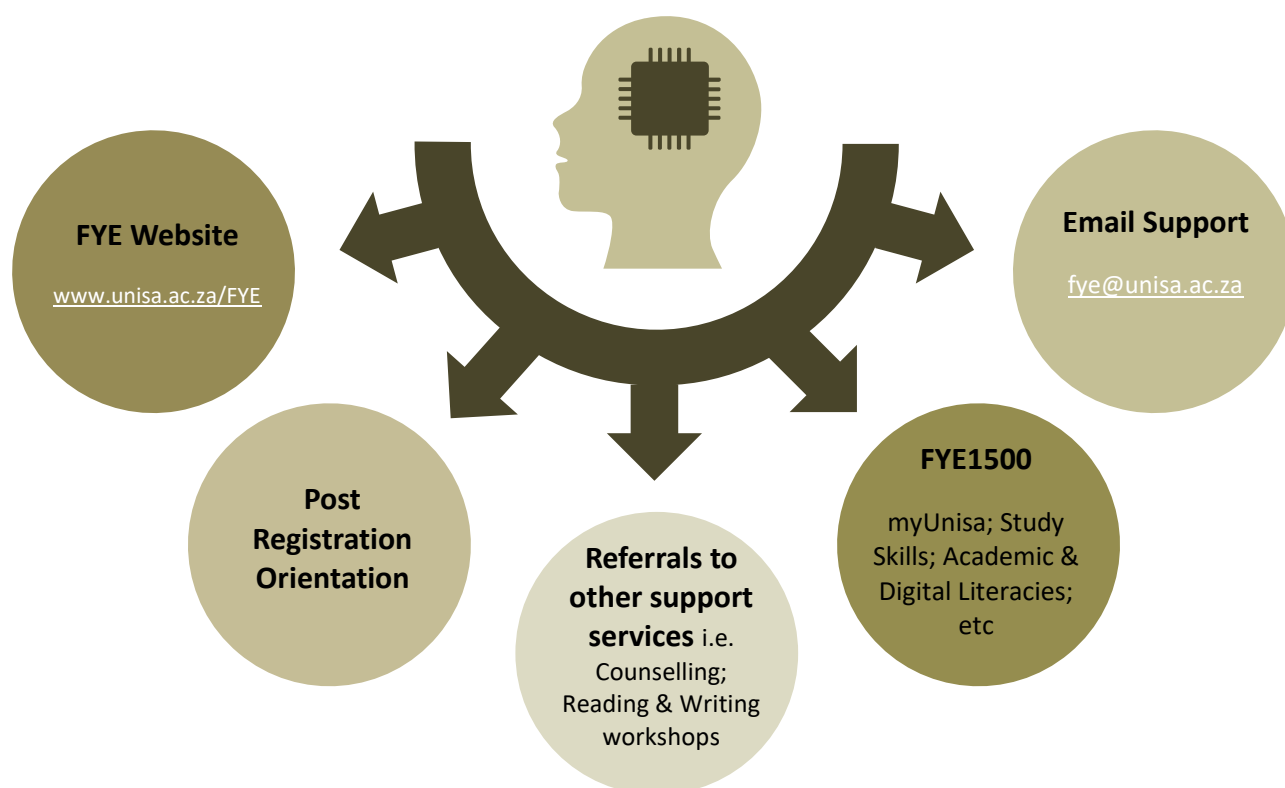 FYE Website
www.unisa.ac.za/FYE
Post
Registration
Orientation
Referrals to
other support
services i.e.
Counselling;
Reading & Writing
workshops
FYE1500
myUnisa; Study
Skills; Academic &
Digital Literacies;
etc
Email Support
fye@unisa.ac.za